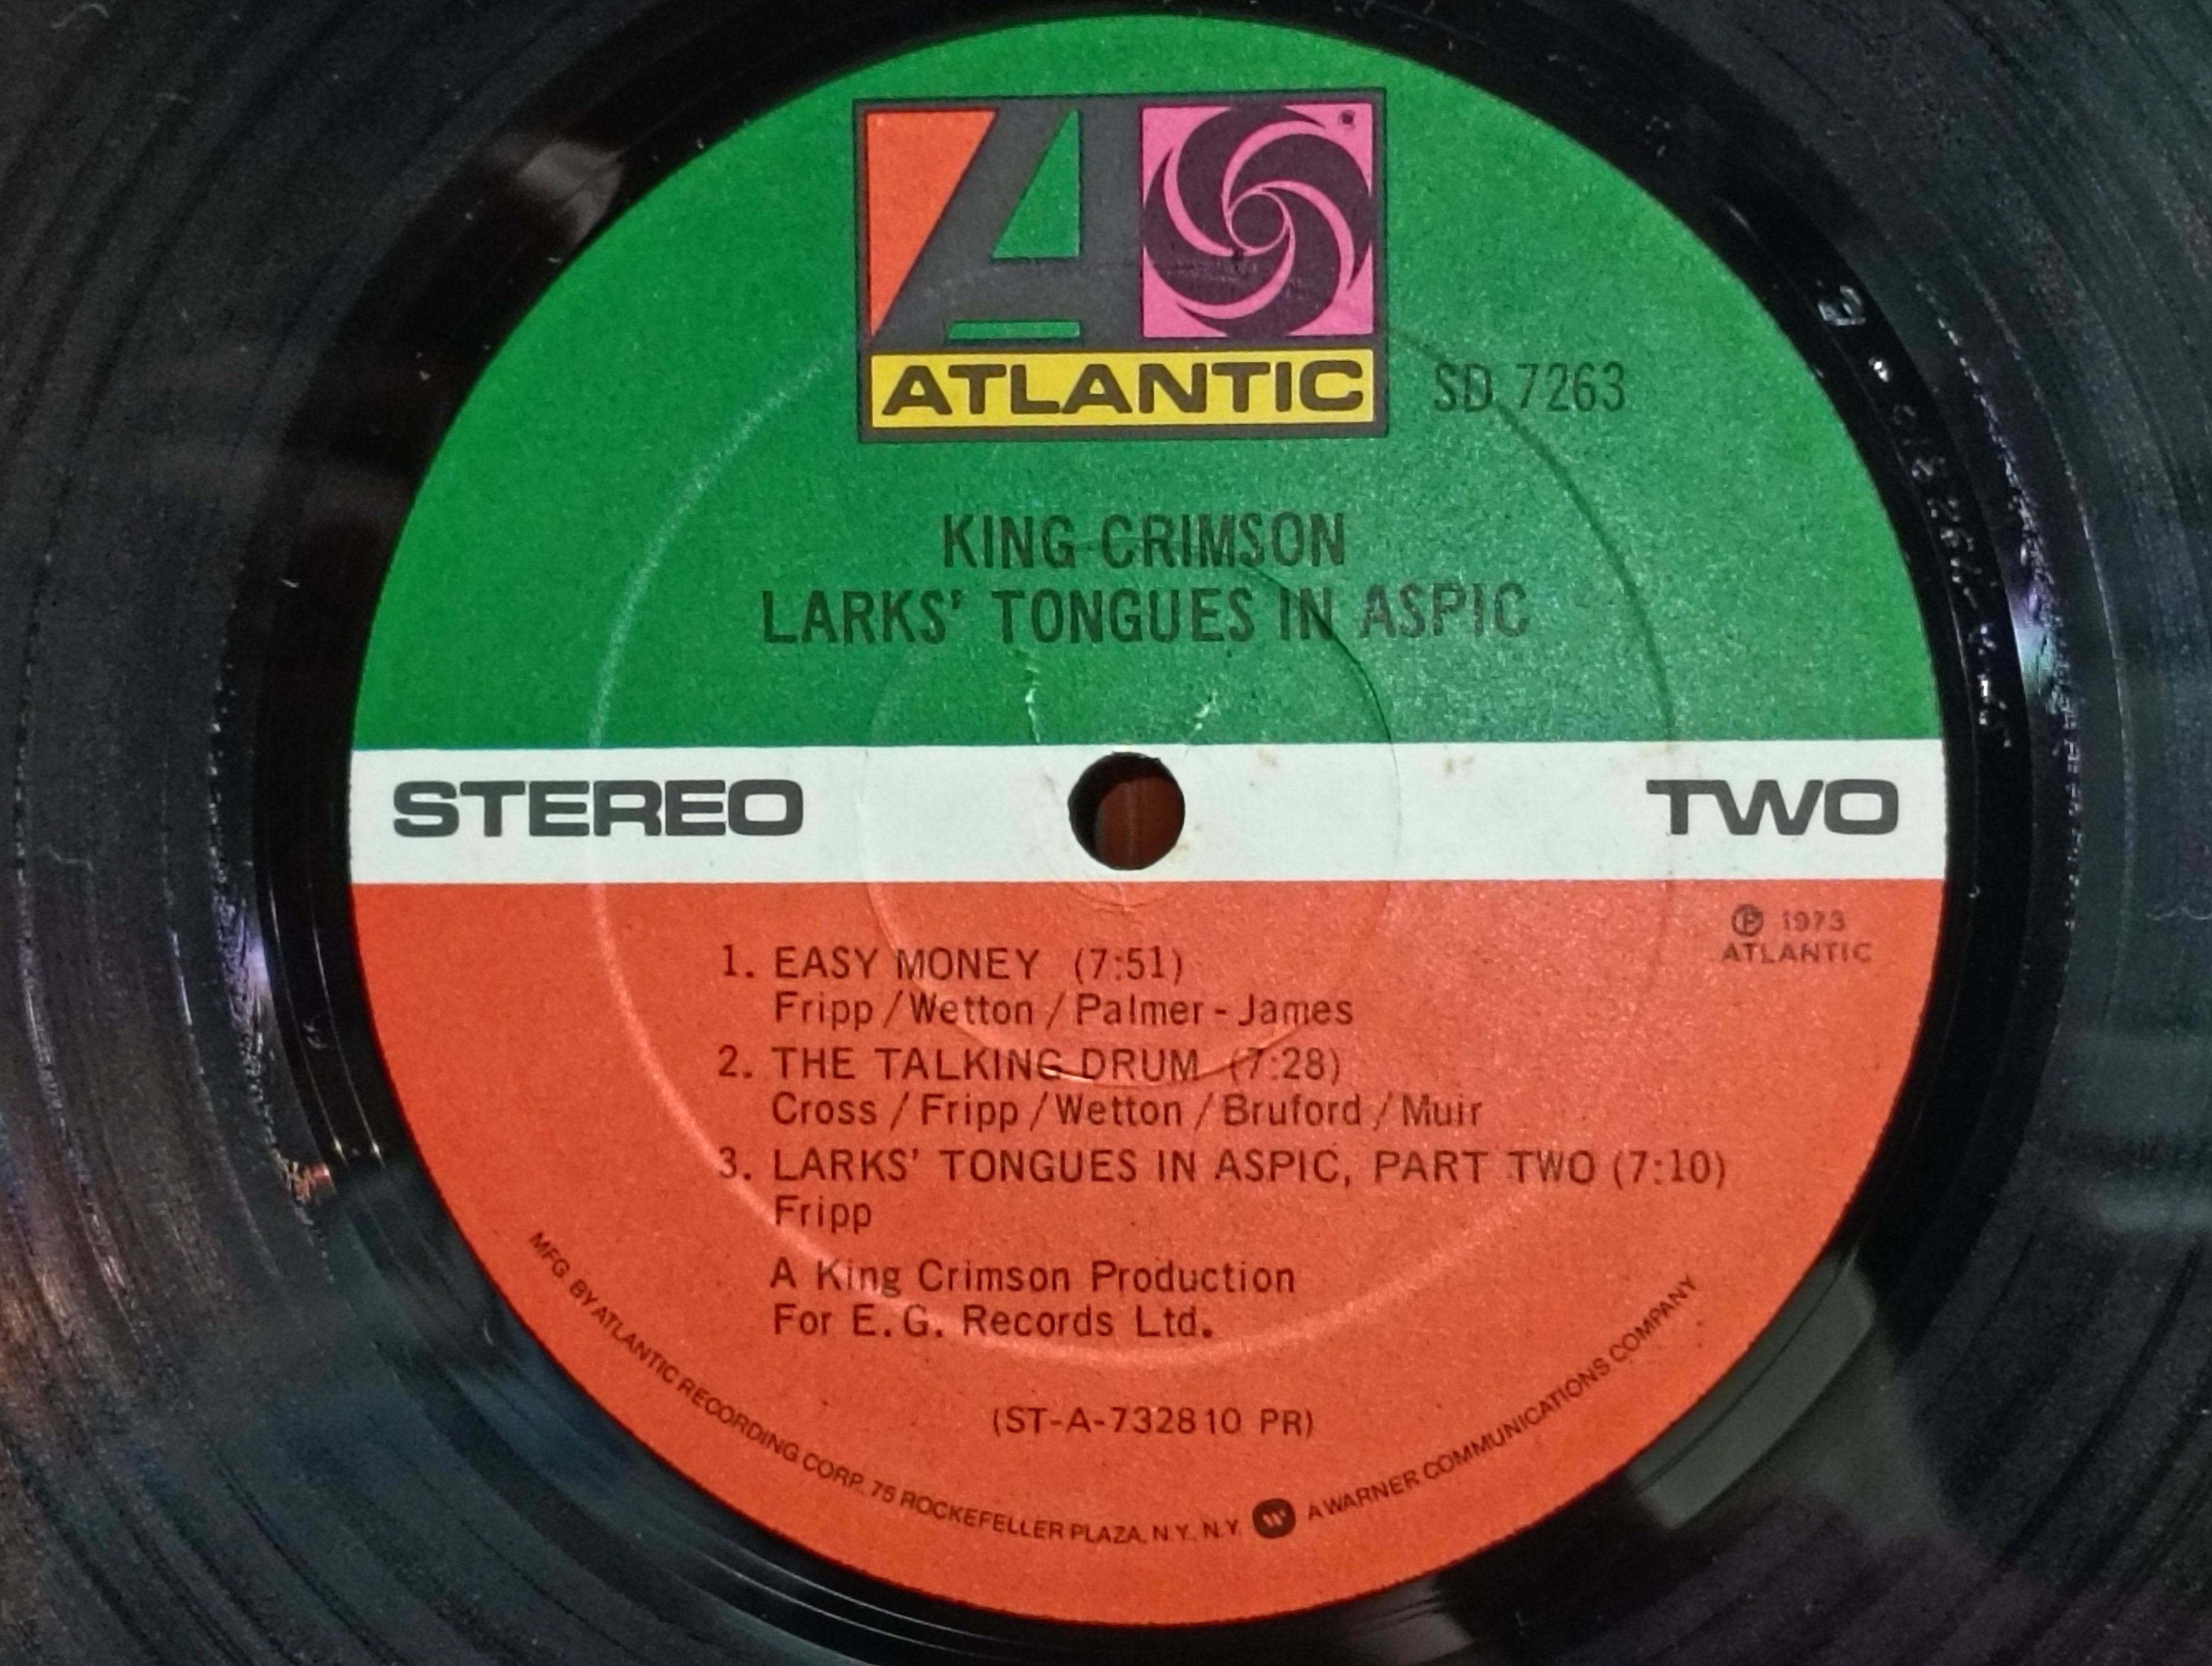 ATLANTIC
SD 7263
KING CRIMSON
LARKS' TONGUES IN ASPIC
STEREO
TWO
℗ 1973
ATLANTIC
1. EASY MONEY (7:51)
Fripp / Wetton / Palmer - James
2. THE TALKING DRUM (7:28)
Cross / Fripp / Wetton / Bruford / Muir
3. LARKS' TONGUES IN ASPIC, PART TWO (7:10)
Fripp
A King Crimson Production
For E.G. Records Ltd.
(ST-A-732810 PR)
MFG BY ATLANTIC RECORDING CORP. 75 ROCKEFELLER PLAZA, N.Y. N.Y. A WARNER COMMUNICATIONS COMPANY